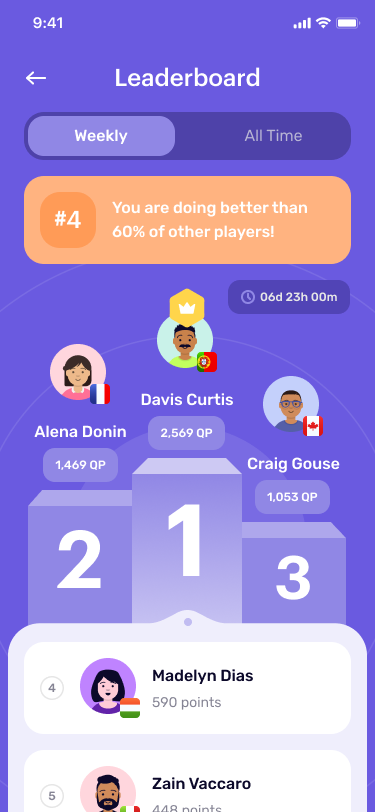 9:41
Leaderboard
Weekly
All Time
#4
You are doing better than
60% of other players!
06d 23h 00m
Davis Curtis
2,569 QP
Alena Donin
1,469 QP
Craig Gouse
1,053 QP
2
1
3
4
Madelyn Dias
590 points
5
Zain Vaccaro
448 points